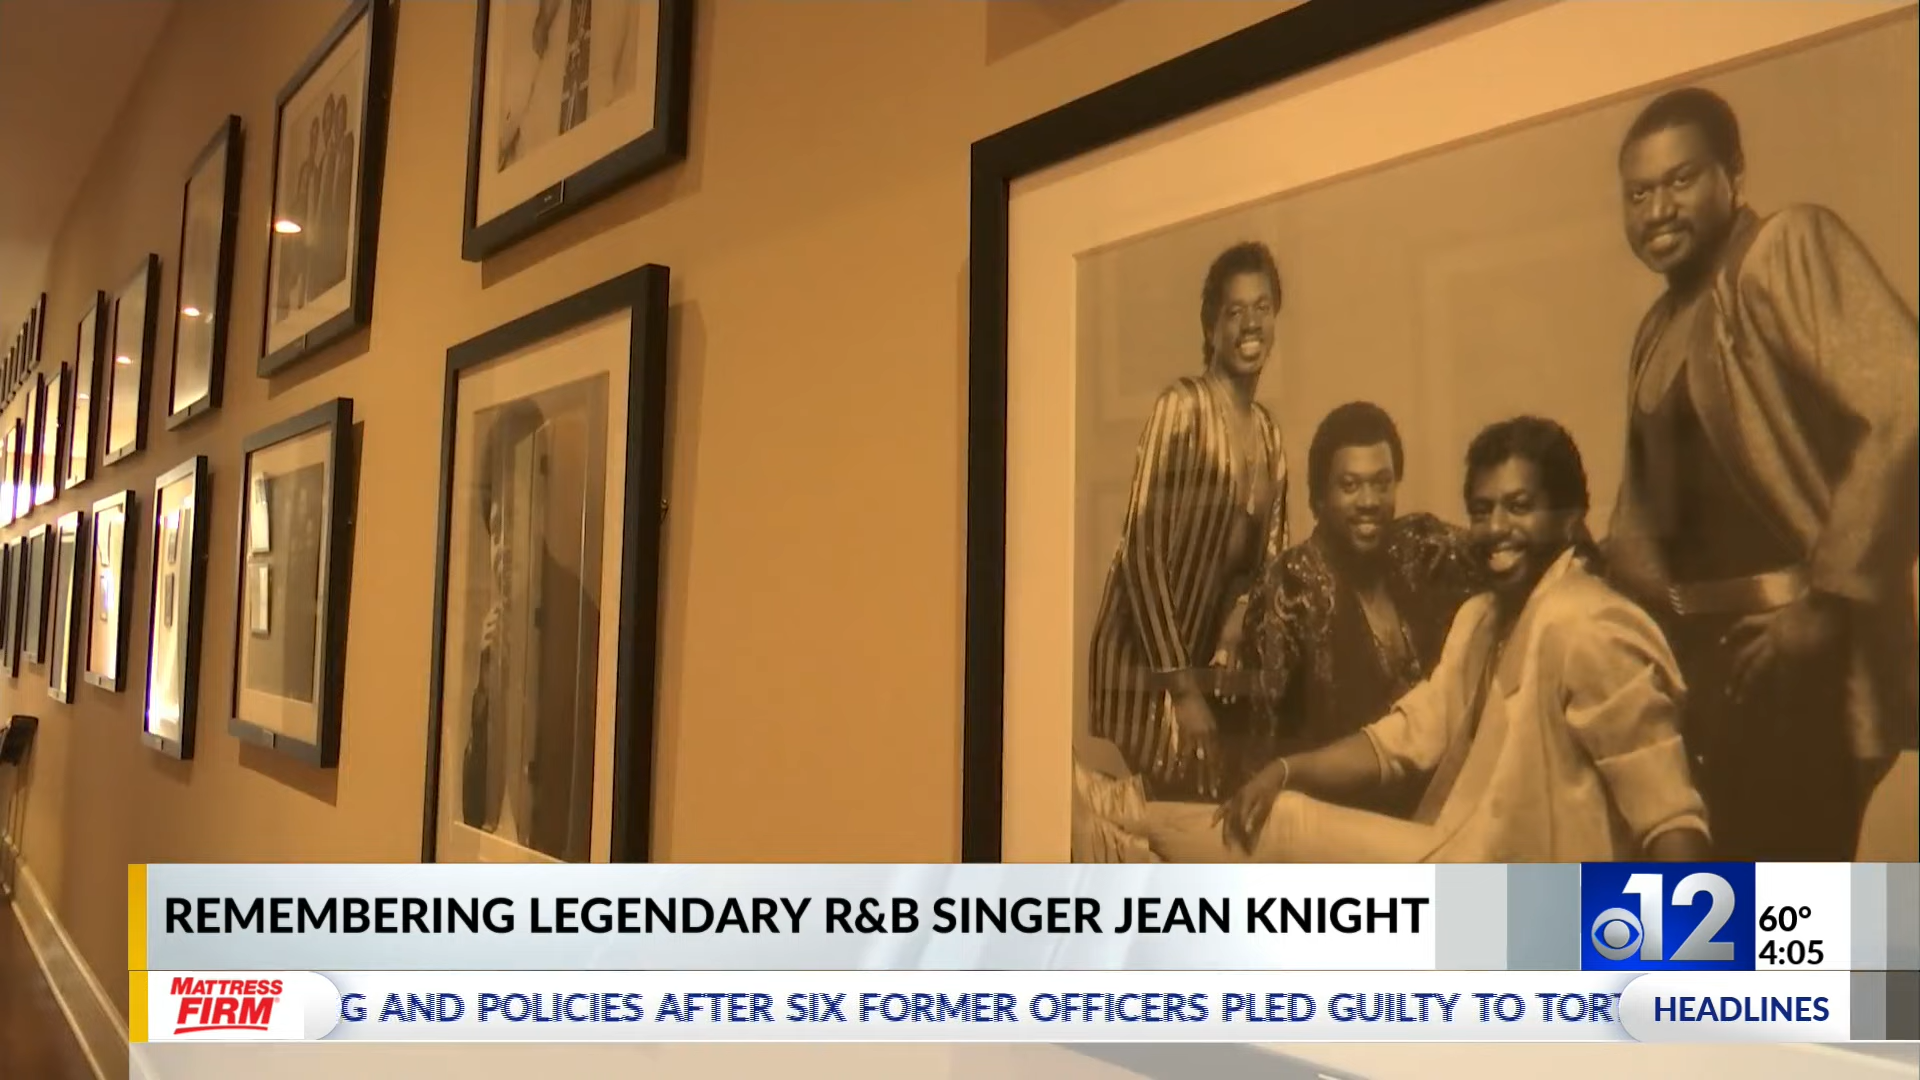 REMEMBERING LEGENDARY R&B SINGER JEAN KNIGHT
12
60°
4:05
MATTRESS
FIRM
G AND POLICIES AFTER SIX FORMER OFFICERS PLED GUILTY TO TORT
HEADLINES